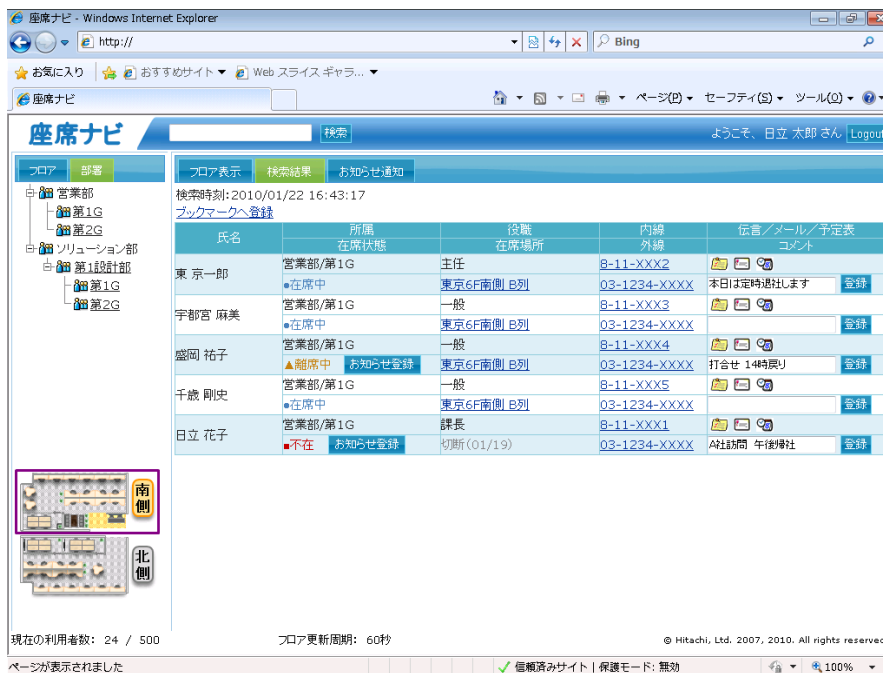 座席ナビ - Windows Internet Explorer
http://
Bing
お気に入り おすすめサイト ▼ Web スライス ギャラ... ▼
座席ナビ
ページ(P) セーフティ(S) ツール(O)
座席ナビ 検索 ようこそ、日立 太郎 さん Logout
フロア 部署
フロア表示 検索結果 お知らせ通知
営業部
第1G
第2G
ソリューション部
第1設計部
第1G
第2G
南側
北側
検索時刻:2010/01/22 16:43:17
ブックマークへ登録
氏名 所属 役職 内線 伝言/メール/予定表
在席状態 在席場所 外線 コメント
東 京一郎 営業部/第1G 主任 8-11-XXX2
●在席中 東京6F南側 B列 03-1234-XXXX 本日は定時退社します 登録
宇都宮 麻美 営業部/第1G 一般 8-11-XXX3
●在席中 東京6F南側 B列 03-1234-XXXX 登録
盛岡 祐子 営業部/第1G 一般 8-11-XXX4
▲離席中 お知らせ登録 東京6F南側 B列 03-1234-XXXX 打合せ 14時戻り 登録
千歳 剛史 営業部/第1G 一般 8-11-XXX5
●在席中 東京6F南側 B列 03-1234-XXXX 登録
日立 花子 営業部/第1G 課長 8-11-XXX1
■不在 お知らせ登録 切断(01/19) 03-1234-XXXX A社訪問 午後帰社 登録
現在の利用者数: 24 / 500 フロア更新周期: 60秒 © Hitachi, Ltd. 2007, 2010. All rights reserved
ページが表示されました 信頼済みサイト | 保護モード: 無効 100%